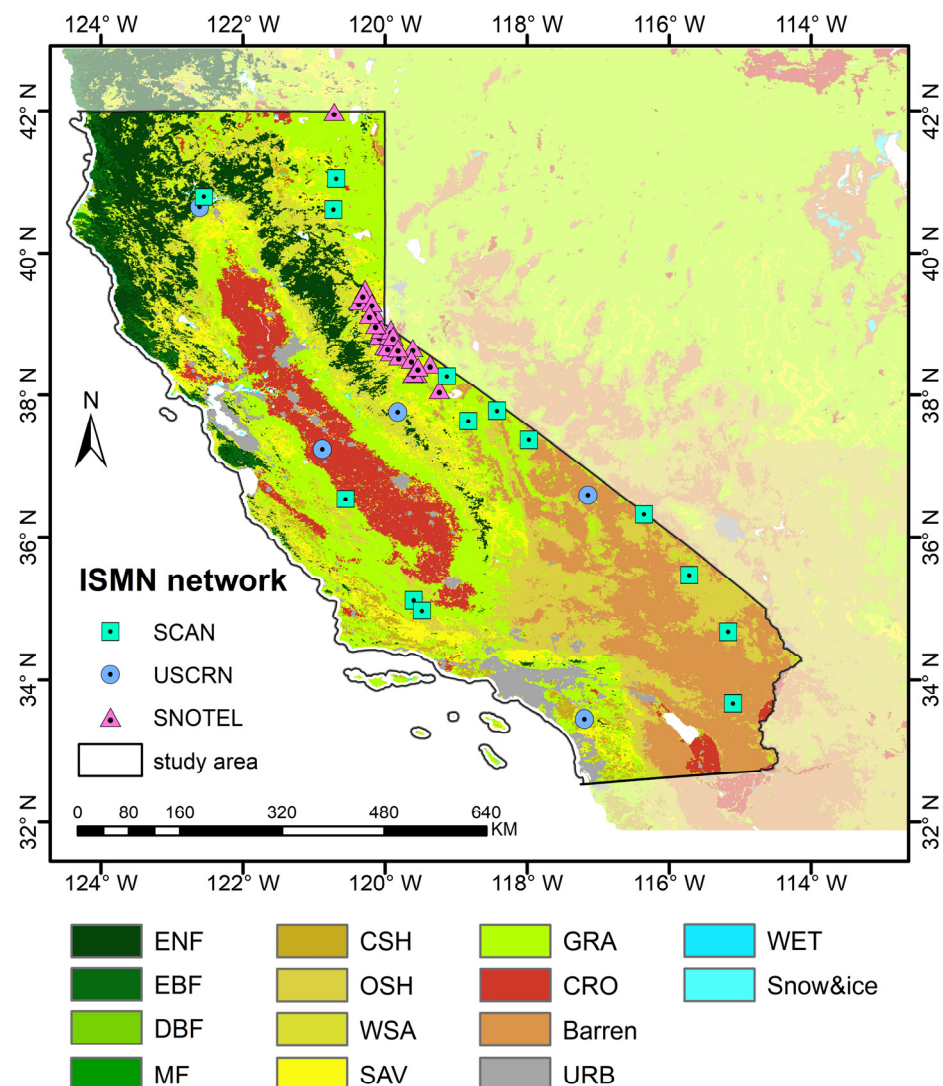 124° W 122° W 120° W 118° W 116° W 114° W
42° N 42° N
40° N 40° N
38° N 38° N
N
36° N 36° N
ISMN network
SCAN
34° N 34° N
USCRN
SNOTEL
study area
32° N 32° N
0 80 160 320 480 640
KM
124° W 122° W 120° W 118° W 116° W 114° W
ENF CSH GRA WET
EBF OSH CRO Snow&ice
DBF WSA Barren
MF SAV URB